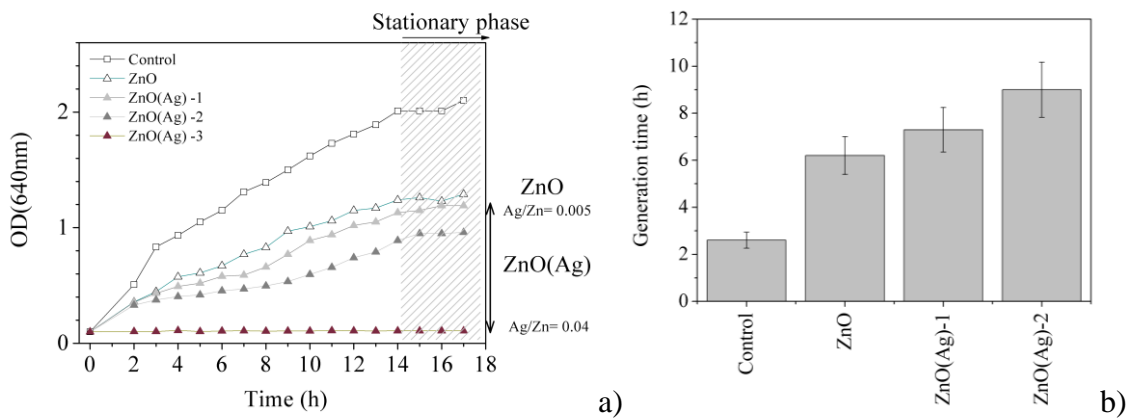 Stationary phase
Control
ZnO
ZnO(Ag) -1
ZnO(Ag) -2
ZnO(Ag) -3
OD(640nm)
2
1
0
0 2 4 6 8 10 12 14 16 18
Time (h)
ZnO
Ag/Zn= 0.005
ZnO(Ag)
Ag/Zn= 0.04
a)
Generation time (h)
12
10
8
6
4
2
0
Control
ZnO
ZnO(Ag)-1
ZnO(Ag)-2
b)